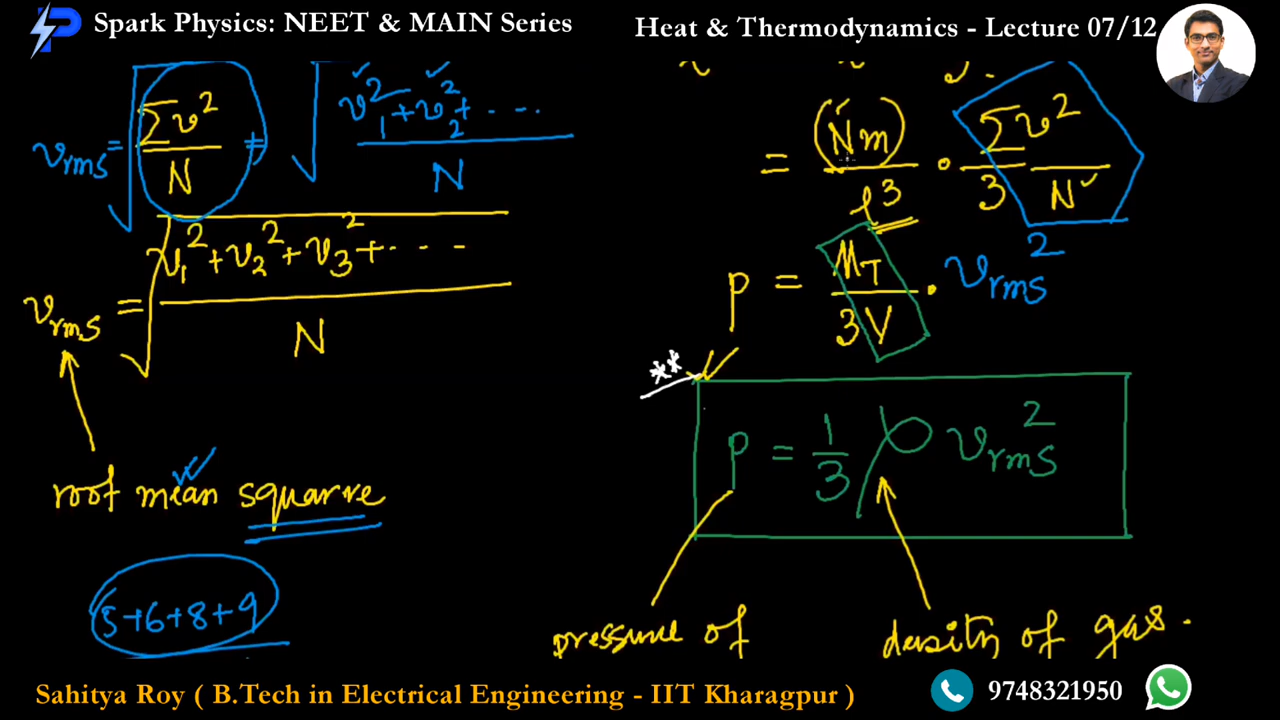 Spark Physics: NEET & MAIN Series
Heat & Thermodynamics - Lecture 07/12
v_rms = √(Σv² / N) = √((v₁² + v₂² + ...) / N)
v_rms = √((v₁² + v₂² + v₃² + ...) / N)
root mean squarre
5+6+8+9
= (Nm) / l³ · Σv² / 3 N
p = M_T / 3V · v_rms²
**
p = 1/3 ρ v_rms²
pressure of
density of gas.
Sahitya Roy ( B.Tech in Electrical Engineering - IIT Kharagpur )
9748321950